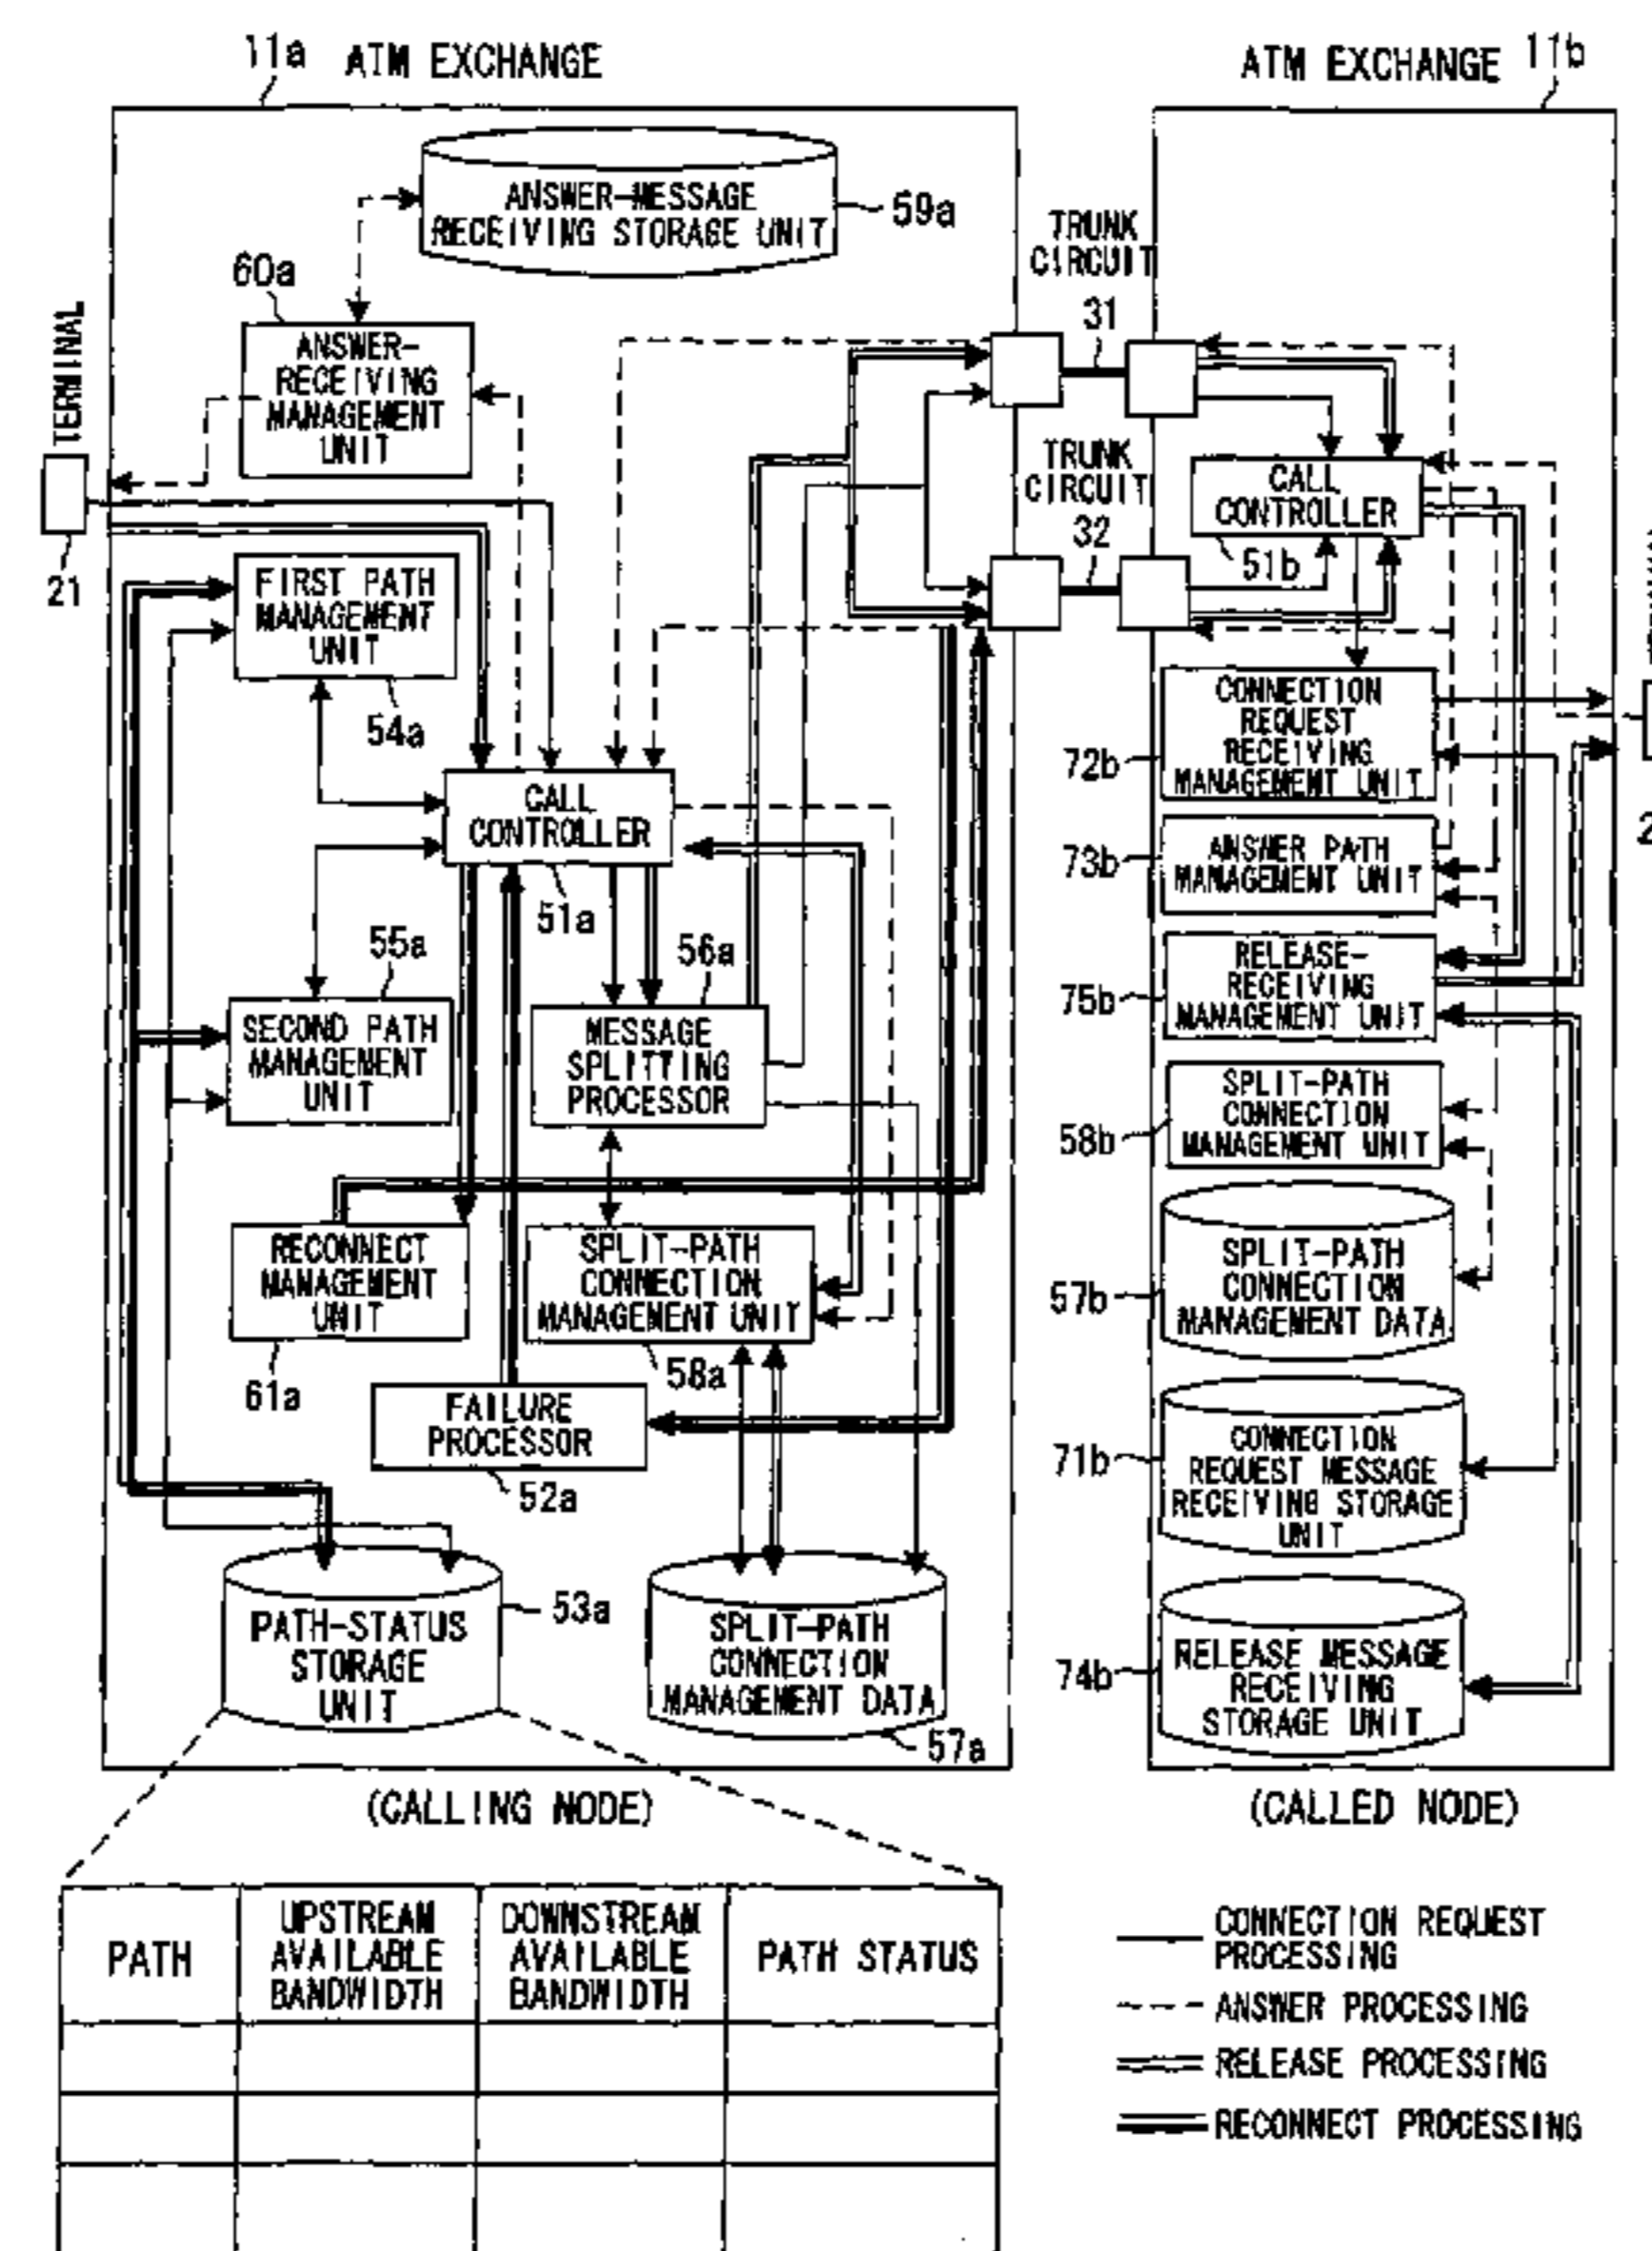 11a
ATM EXCHANGE
ATM EXCHANGE
11b
ANSWER-MESSAGE
RECEIVING STORAGE UNIT
59a
60a
TERMINAL
21
ANSWER-
RECEIVING
MANAGEMENT
UNIT
TRUNK
CIRCUIT
31
TRUNK
CIRCUIT
32
CALL
CONTROLLER
51b
FIRST PATH
MANAGEMENT
UNIT
54a
CALL
CONTROLLER
51a
55a
SECOND PATH
MANAGEMENT
UNIT
56a
MESSAGE
SPLITTING
PROCESSOR
RECONNECT
MANAGEMENT
UNIT
61a
SPLIT-PATH
CONNECTION
MANAGEMENT UNIT
58a
FAILURE
PROCESSOR
52a
PATH-STATUS
STORAGE
UNIT
53a
SPLIT-PATH
CONNECTION
MANAGEMENT DATA
57a
CONNECTION
REQUEST
RECEIVING
MANAGEMENT UNIT
72b
ANSWER PATH
MANAGEMENT UNIT
73b
2
RELEASE-
RECEIVING
MANAGEMENT UNIT
75b
SPLIT-PATH
CONNECTION
MANAGEMENT UNIT
58b
SPLIT-PATH
CONNECTION
MANAGEMENT DATA
57b
CONNECTION
REQUEST MESSAGE
RECEIVING STORAGE
UNIT
71b
RELEASE MESSAGE
RECEIVING
STORAGE UNIT
74b
(CALLING NODE)
(CALLED NODE)
PATH
UPSTREAM
AVAILABLE
BANDWIDTH
DOWNSTREAM
AVAILABLE
BANDWIDTH
PATH STATUS
CONNECTION REQUEST
PROCESSING
ANSWER PROCESSING
RELEASE PROCESSING
RECONNECT PROCESSING